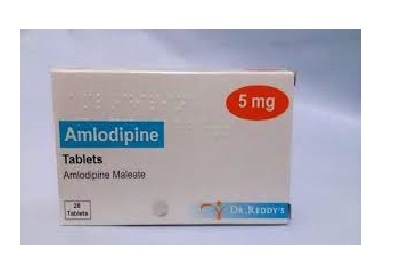 5 mg
Amlodipine
Tablets
Amlodipine Maleate
28
Tablets
DR. REDDY'S